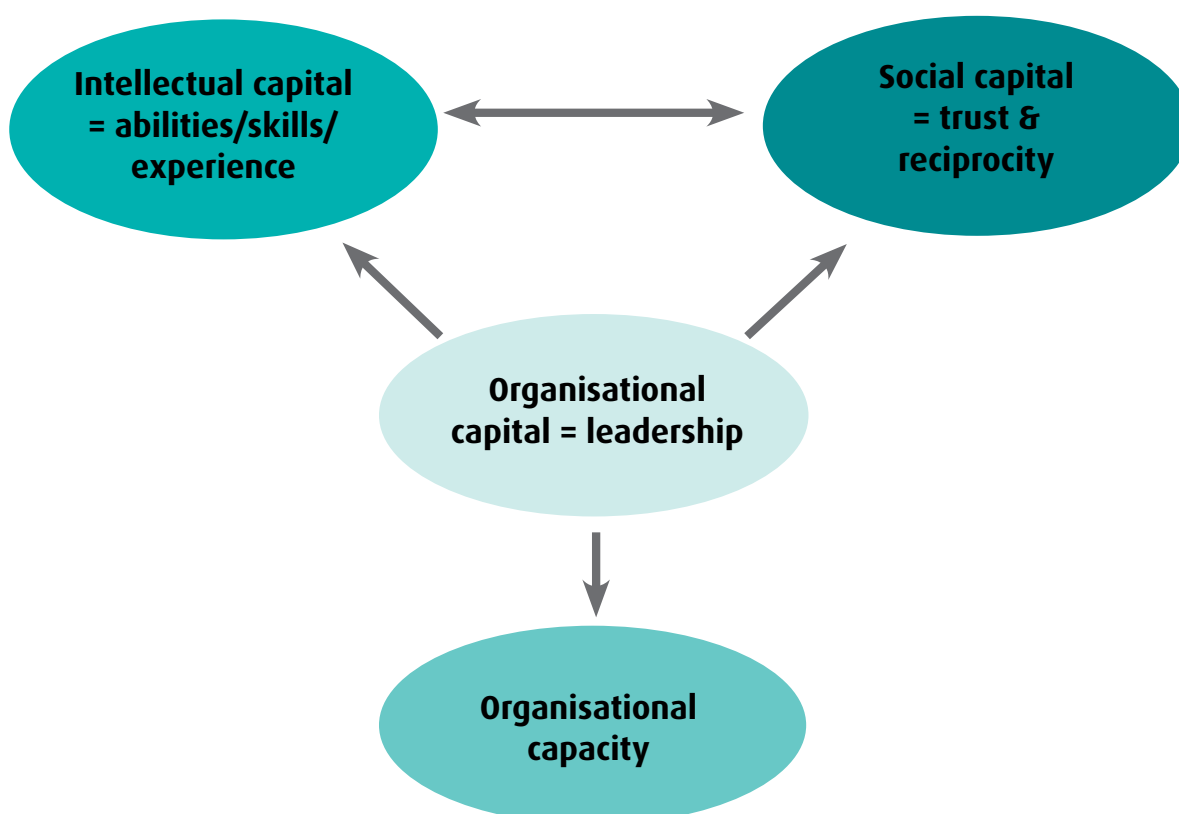 Intellectual capital
= abilities/skills/
experience
Social capital
= trust &
reciprocity
Organisational
capital = leadership
Organisational
capacity